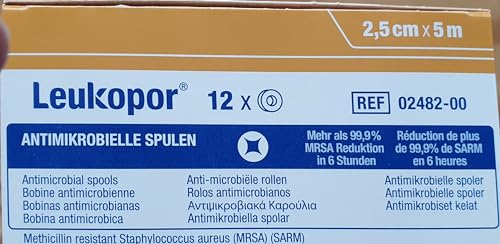 2,5 cm x 5 m
Leukopor® 12 x
REF 02482-00
ANTIMIKROBIELLE SPULEN
Mehr als 99,9%
MRSA Reduktion
in 6 Stunden
Réduction de plus
de 99,9% de SARM
en 6 heures
Antimicrobial spools
Bobine antimicrobienne
Bobinas antimicrobianas
Bobina antimicrobica
Anti-microbiële rollen
Rolos antimicrobianos
Αντιμικροβιακά Καρούλια
Antimikrobiella spolar
Antimikrobielle spoler
Antimikrobielle spoler
Antimikrobiset kelat
Methicillin resistant Staphylococcus aureus (MRSA) (SARM)